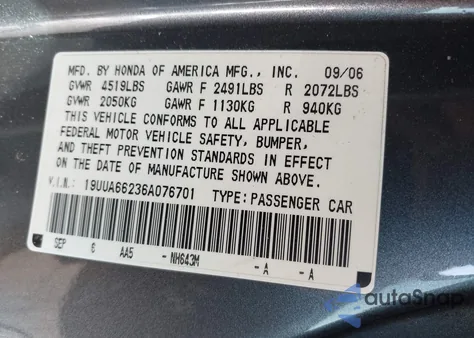 MFD. BY HONDA OF AMERICA MFG., INC. 09/06
GVWR 4519LBS GAWR F 2491LBS R 2072LBS
GVWR 2050KG GAWR F 1130KG R 940KG
THIS VEHICLE CONFORMS TO ALL APPLICABLE
FEDERAL MOTOR VEHICLE SAFETY, BUMPER,
AND THEFT PREVENTION STANDARDS IN EFFECT
ON THE DATE OF MANUFACTURE SHOWN ABOVE.
V.I.N.: 19UUA66236A076701 TYPE: PASSENGER CAR
SEP 6 AA5 -NH643M -A -A
autoSnap